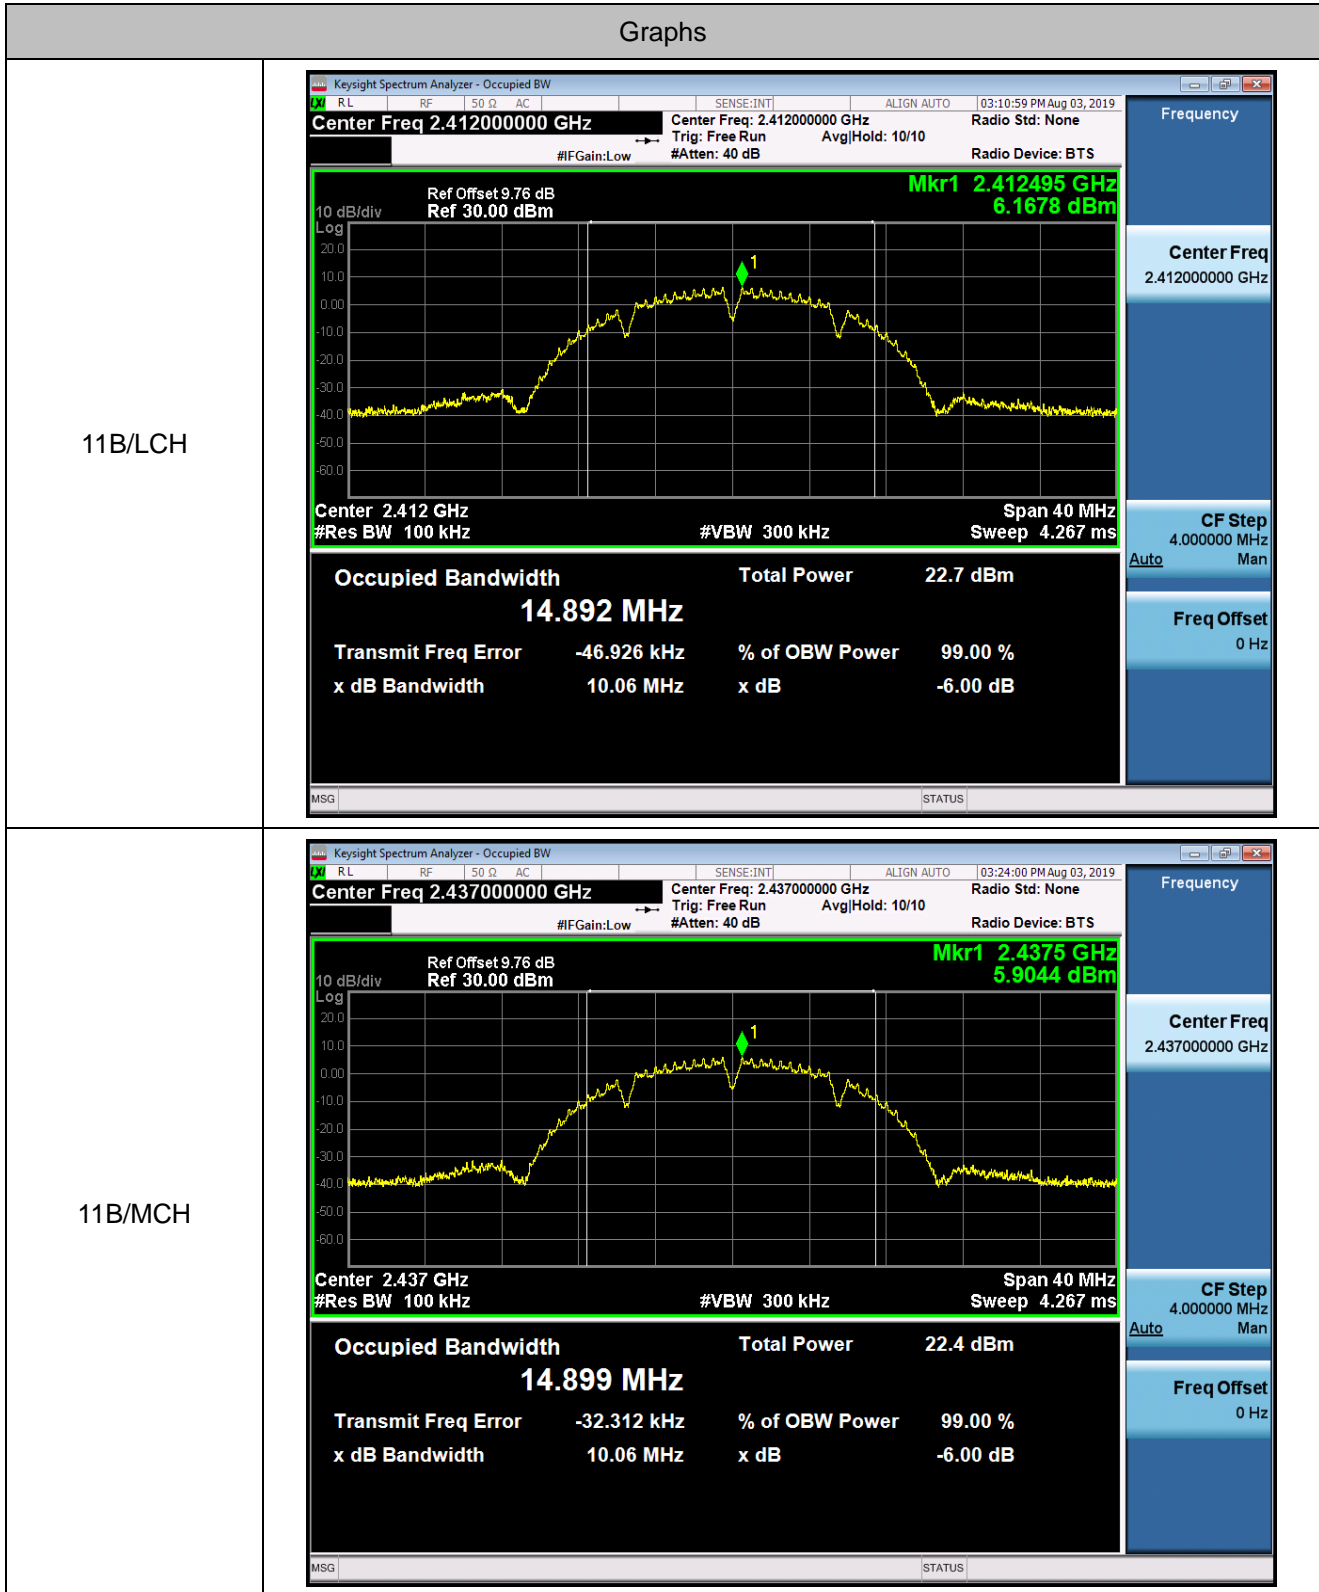 Graphs
11B/LCH
Keysight Spectrum Analyzer - Occupied BW
LXI RL RF 50 Ω AC SENSE:INT ALIGN AUTO 03:10:59 PM Aug 03, 2019
Center Freq 2.412000000 GHz
Center Freq: 2.412000000 GHz Radio Std: None
Trig: Free Run Avg|Hold: 10/10
#IFGain:Low #Atten: 40 dB Radio Device: BTS
Mkr1 2.412495 GHz
6.1678 dBm
Ref Offset 9.76 dB
10 dB/div Ref 30.00 dBm
Log
20.0
10.0
0.00
-10.0
-20.0
-30.0
-40.0
-50.0
-60.0
1
Center 2.412 GHz Span 40 MHz
#Res BW 100 kHz #VBW 300 kHz Sweep 4.267 ms
Occupied Bandwidth Total Power 22.7 dBm
14.892 MHz
Transmit Freq Error -46.926 kHz % of OBW Power 99.00 %
x dB Bandwidth 10.06 MHz x dB -6.00 dB
MSG STATUS
Frequency
Center Freq
2.412000000 GHz
CF Step
4.000000 MHz
Auto Man
Freq Offset
0 Hz
11B/MCH
Keysight Spectrum Analyzer - Occupied BW
LXI RL RF 50 Ω AC SENSE:INT ALIGN AUTO 03:24:00 PM Aug 03, 2019
Center Freq 2.437000000 GHz
Center Freq: 2.437000000 GHz Radio Std: None
Trig: Free Run Avg|Hold: 10/10
#IFGain:Low #Atten: 40 dB Radio Device: BTS
Mkr1 2.4375 GHz
5.9044 dBm
Ref Offset 9.76 dB
10 dB/div Ref 30.00 dBm
Log
20.0
10.0
0.00
-10.0
-20.0
-30.0
-40.0
-50.0
-60.0
1
Center 2.437 GHz Span 40 MHz
#Res BW 100 kHz #VBW 300 kHz Sweep 4.267 ms
Occupied Bandwidth Total Power 22.4 dBm
14.899 MHz
Transmit Freq Error -32.312 kHz % of OBW Power 99.00 %
x dB Bandwidth 10.06 MHz x dB -6.00 dB
MSG STATUS
Frequency
Center Freq
2.437000000 GHz
CF Step
4.000000 MHz
Auto Man
Freq Offset
0 Hz